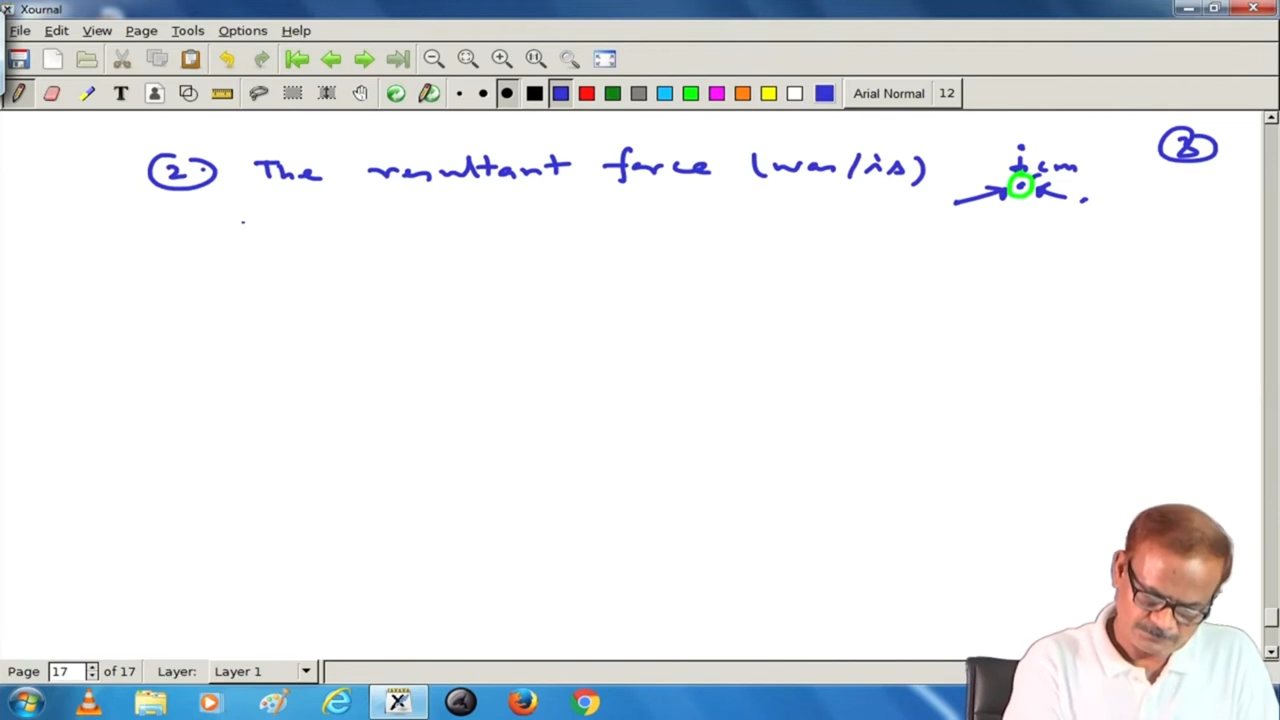 Xournal
File Edit View Page Tools Options Help
Arial Normal 12
3
2. The resultant force (was/is)
cm
Page 17 of 17 Layer: Layer 1